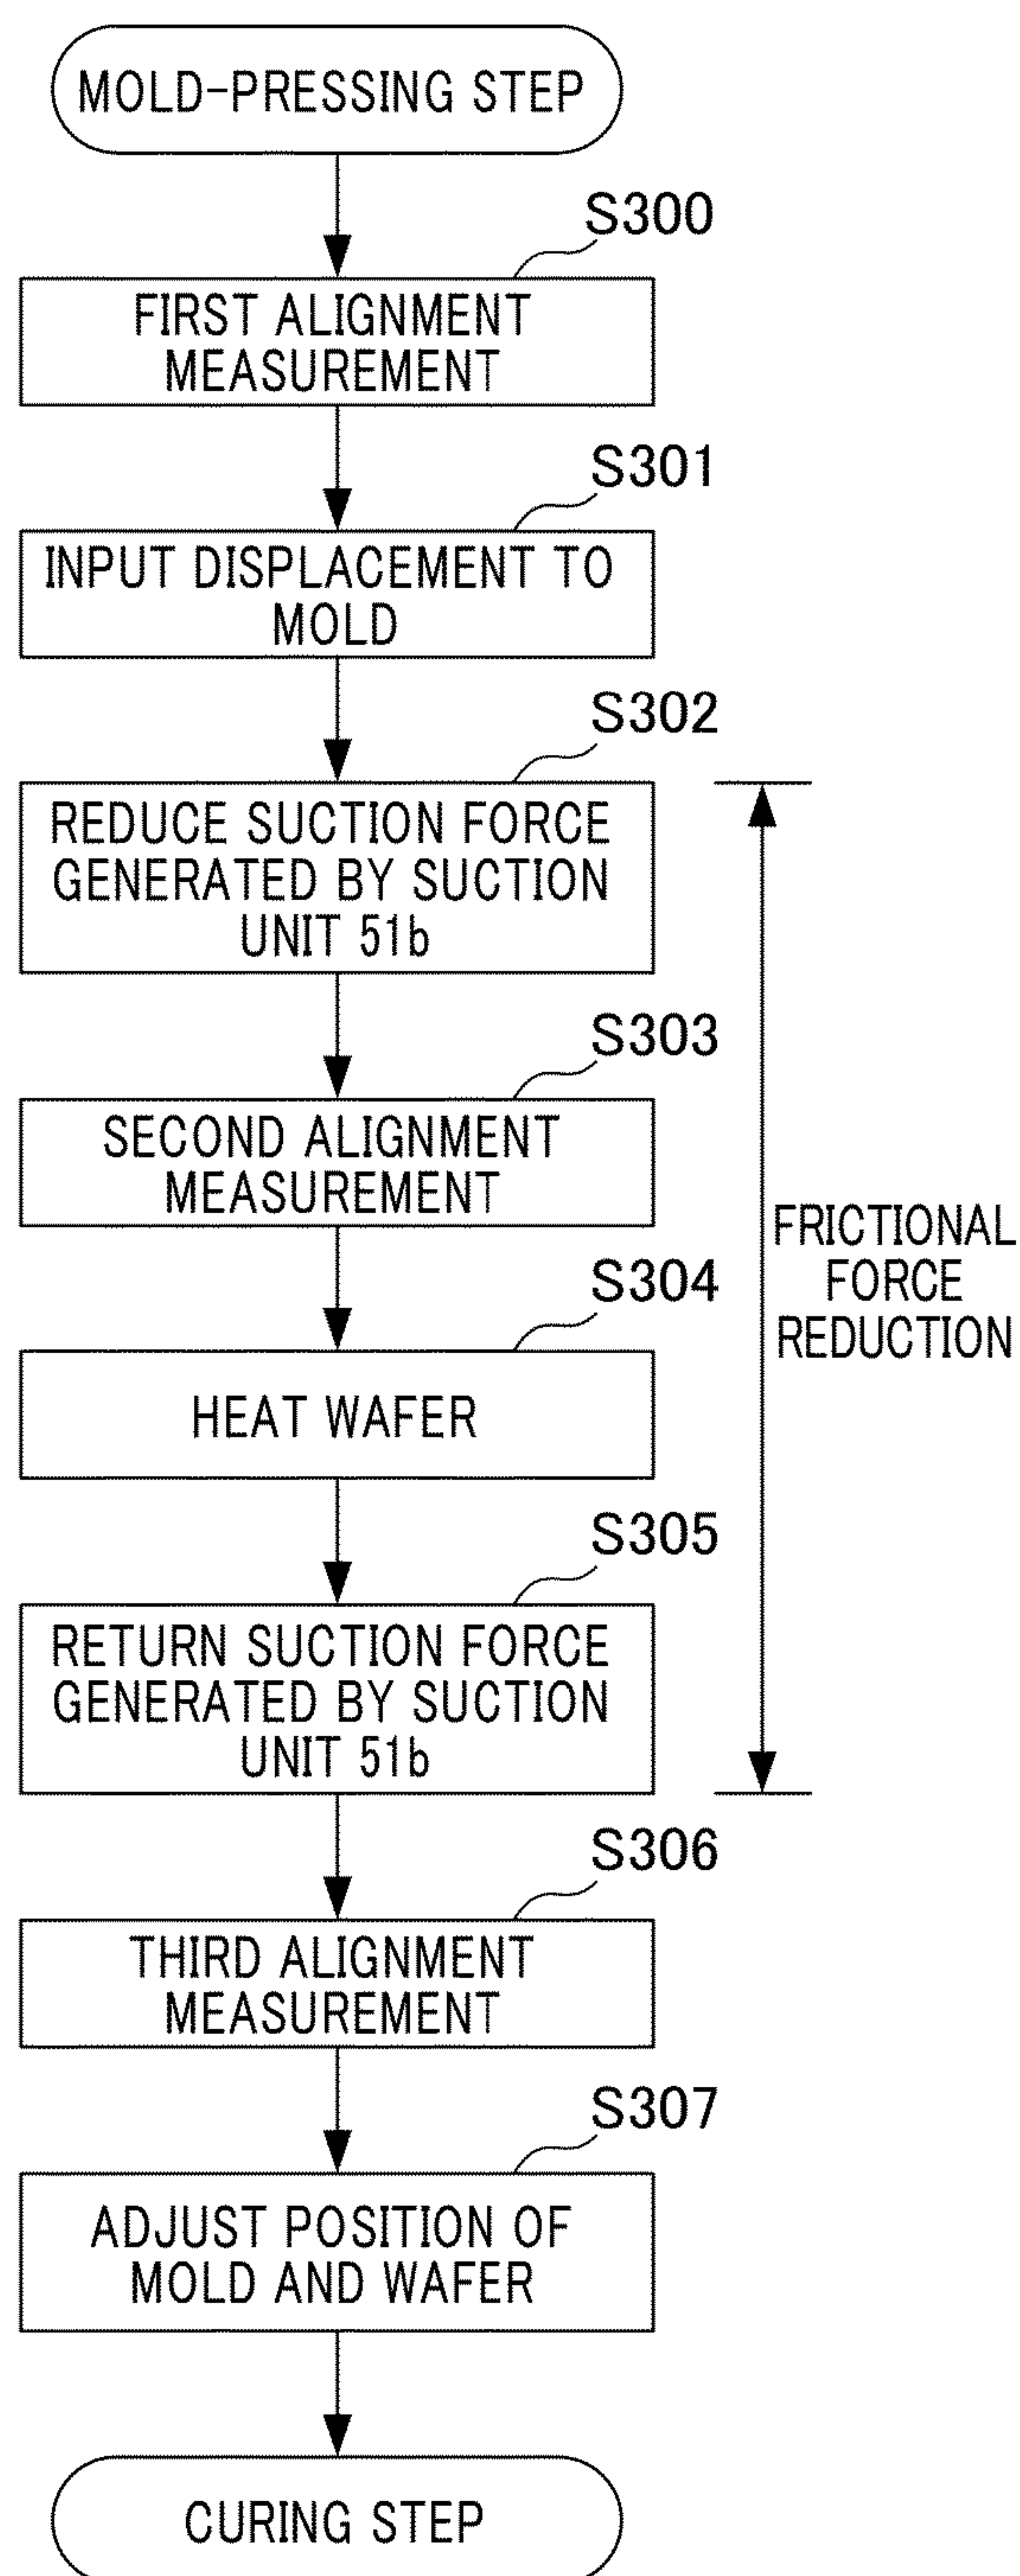 MOLD-PRESSING STEP
S300
FIRST ALIGNMENT
MEASUREMENT
S301
INPUT DISPLACEMENT TO
MOLD
S302
REDUCE SUCTION FORCE
GENERATED BY SUCTION
UNIT 51b
S303
SECOND ALIGNMENT
MEASUREMENT
FRICTIONAL
FORCE
REDUCTION
S304
HEAT WAFER
S305
RETURN SUCTION FORCE
GENERATED BY SUCTION
UNIT 51b
S306
THIRD ALIGNMENT
MEASUREMENT
S307
ADJUST POSITION OF
MOLD AND WAFER
CURING STEP